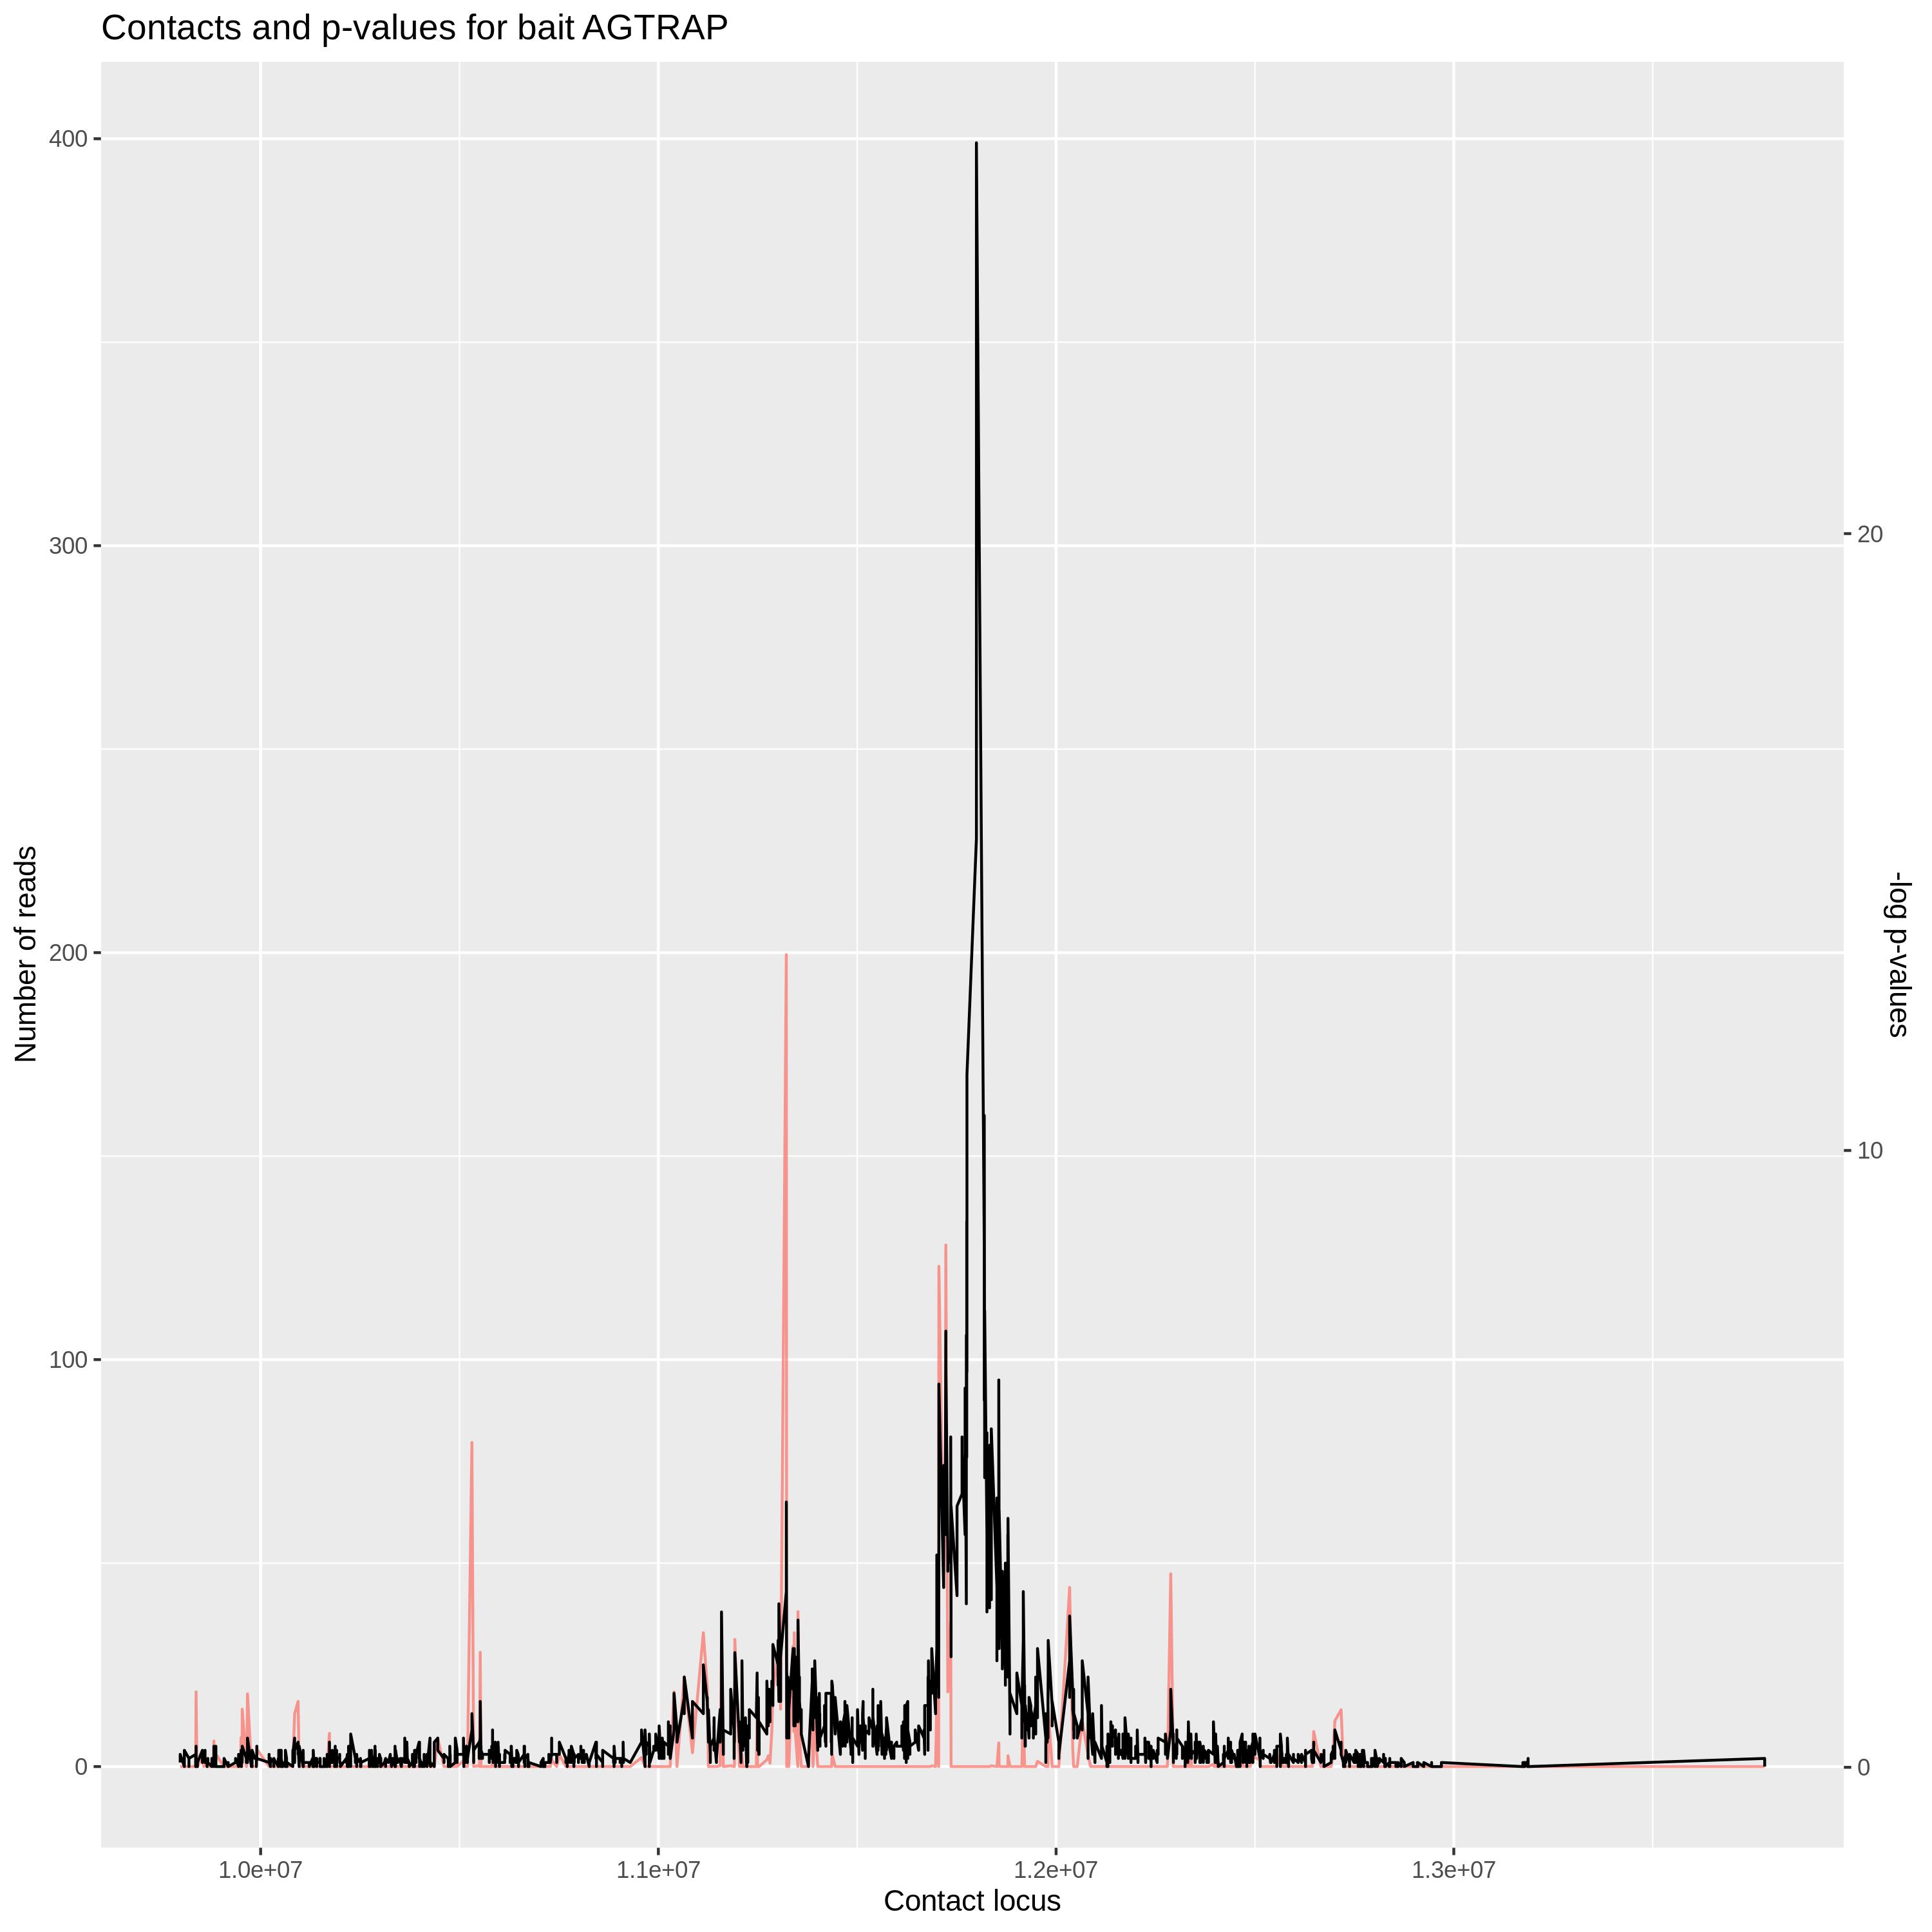 Contacts and p-values for bait AGTRAP
400
300
200
100
0
Number of reads
20
10
0
-log p-values
1.0e+07
1.1e+07
1.2e+07
1.3e+07
Contact locus